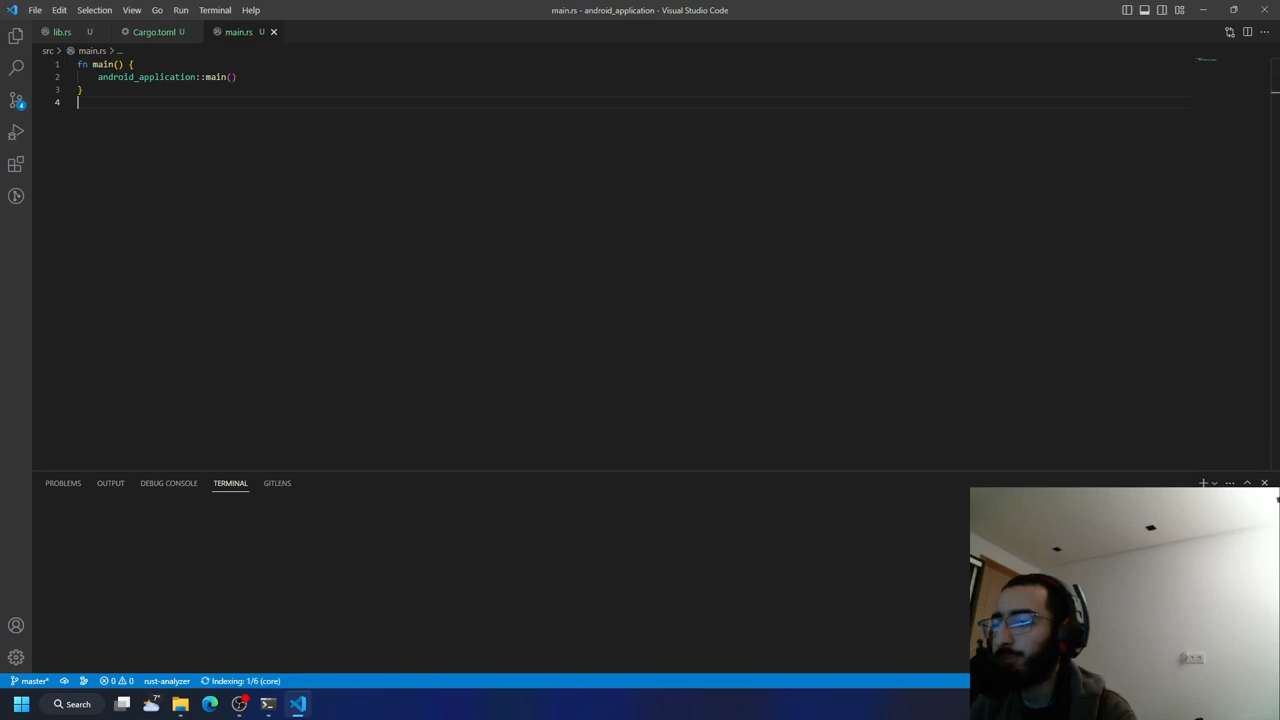 File Edit Selection View Go Run Terminal Help
main.rs - android_application - Visual Studio Code
lib.rs U
Cargo.toml U
main.rs U
src > main.rs > ...
1 fn main() {
2 android_application::main()
3 }
4
4
PROBLEMS OUTPUT DEBUG CONSOLE TERMINAL GITLENS
master* 0 0 rust-analyzer Indexing: 1/6 (core)
7°
Search